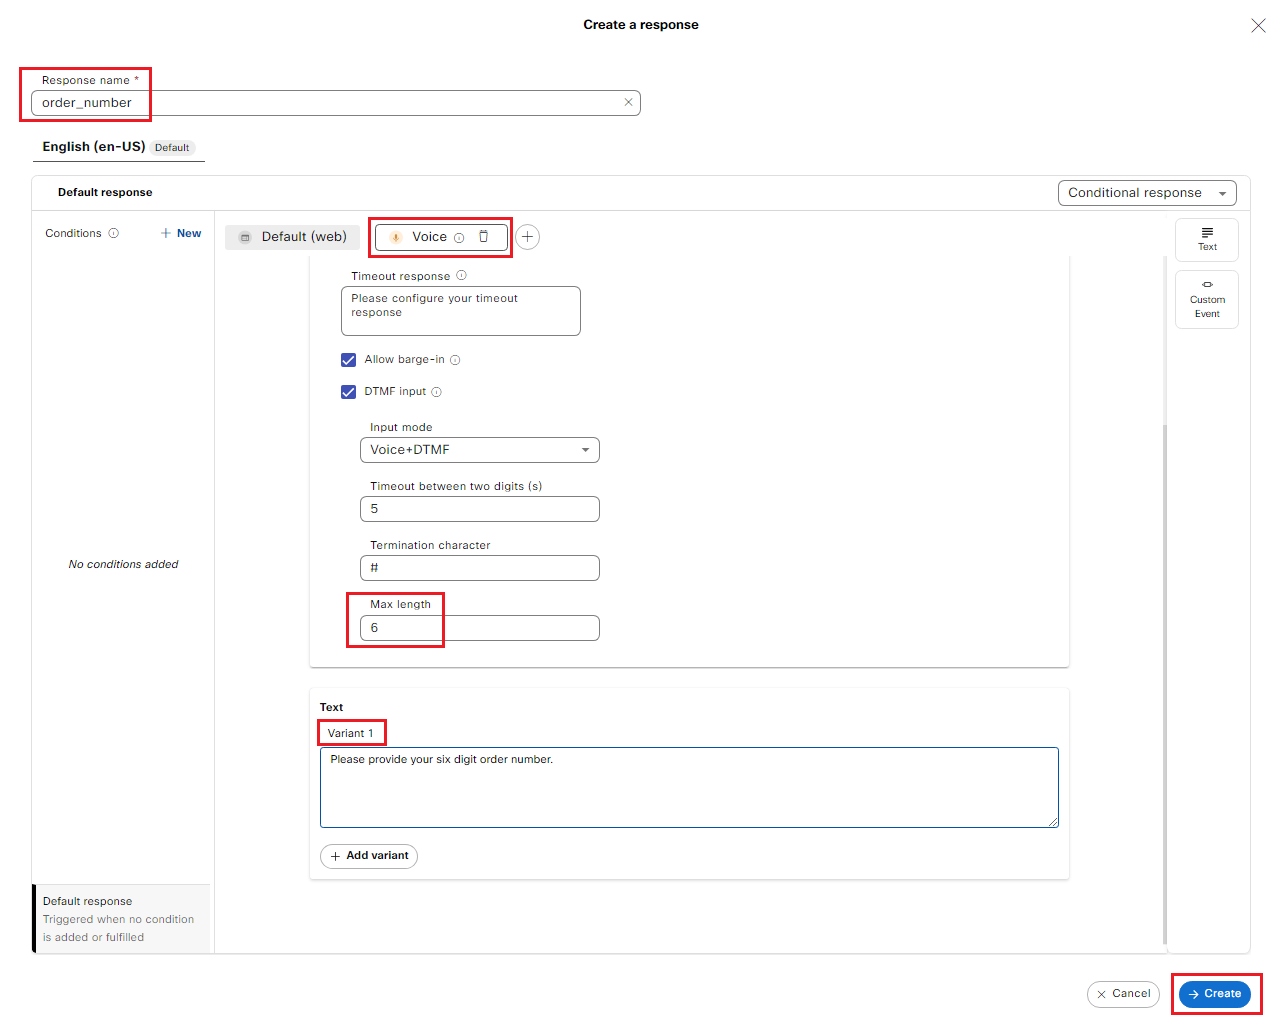 Create a response
Response name *
order_number
English (en-US) Default
Default response
Conditional response
Conditions
New
Default (web)
Voice
Text
Custom
Event
Timeout response
Please configure your timeout
response
Allow barge-in
DTMF input
Input mode
Voice+DTMF
Timeout between two digits (s)
5
Termination character
#
No conditions added
Max length
6
Text
Variant 1
Please provide your six digit order number.
Add variant
Default response
Triggered when no condition
is added or fulfilled
Cancel
Create